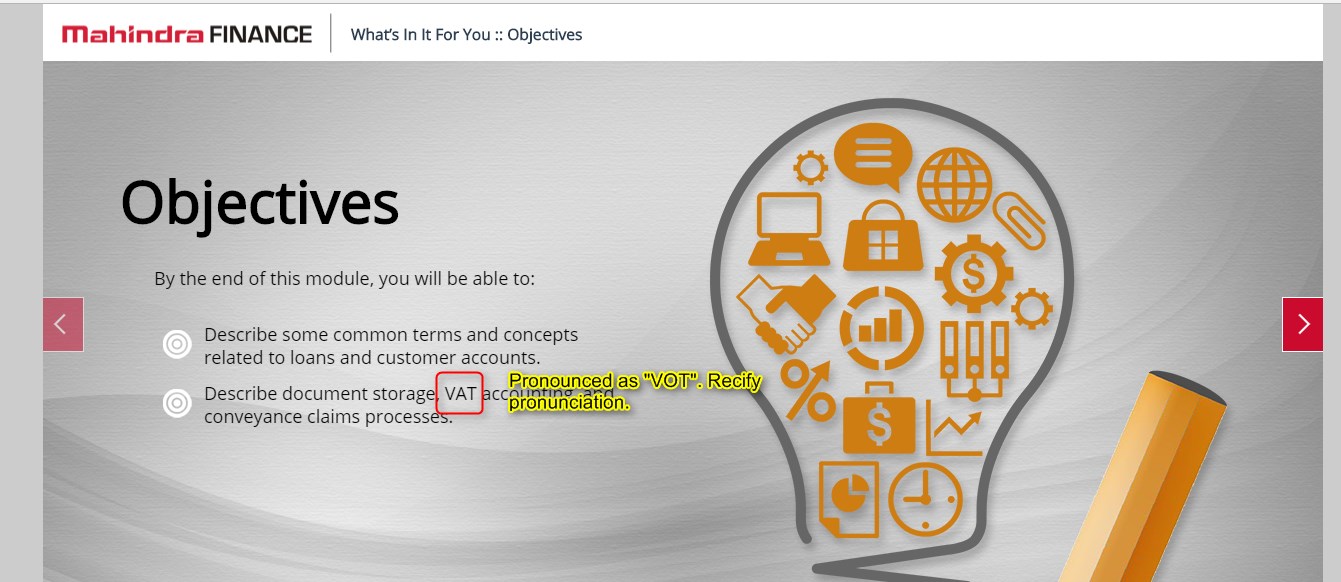 Mahindra FINANCE
What's In It For You :: Objectives
Objectives
By the end of this module, you will be able to:
Describe some common terms and concepts
related to loans and customer accounts.
Describe document storage, VAT accounting, and
conveyance claims processes.
Pronounced as "VOT". Recify
pronunciation.